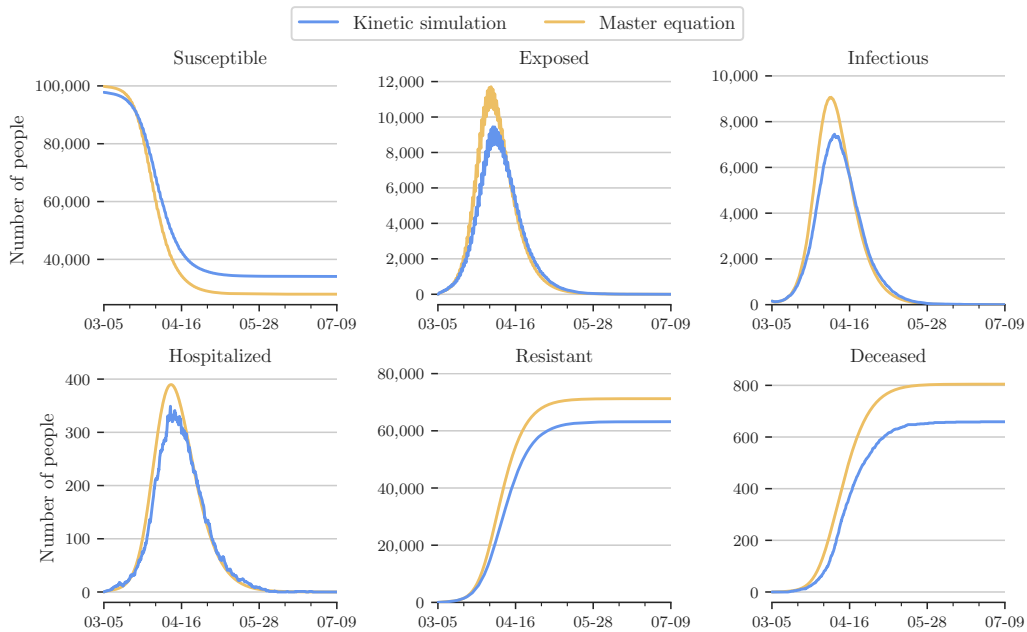 Kinetic simulation Master equation
Susceptible
100,000
80,000
60,000
40,000
Number of people
03-05 04-16 05-28 07-09
Exposed
12,000
10,000
8,000
6,000
4,000
2,000
0
03-05 04-16 05-28 07-09
Infectious
10,000
8,000
6,000
4,000
2,000
0
03-05 04-16 05-28 07-09
Hospitalized
400
300
200
100
0
Number of people
03-05 04-16 05-28 07-09
Resistant
80,000
60,000
40,000
20,000
0
03-05 04-16 05-28 07-09
Deceased
800
600
400
200
0
03-05 04-16 05-28 07-09